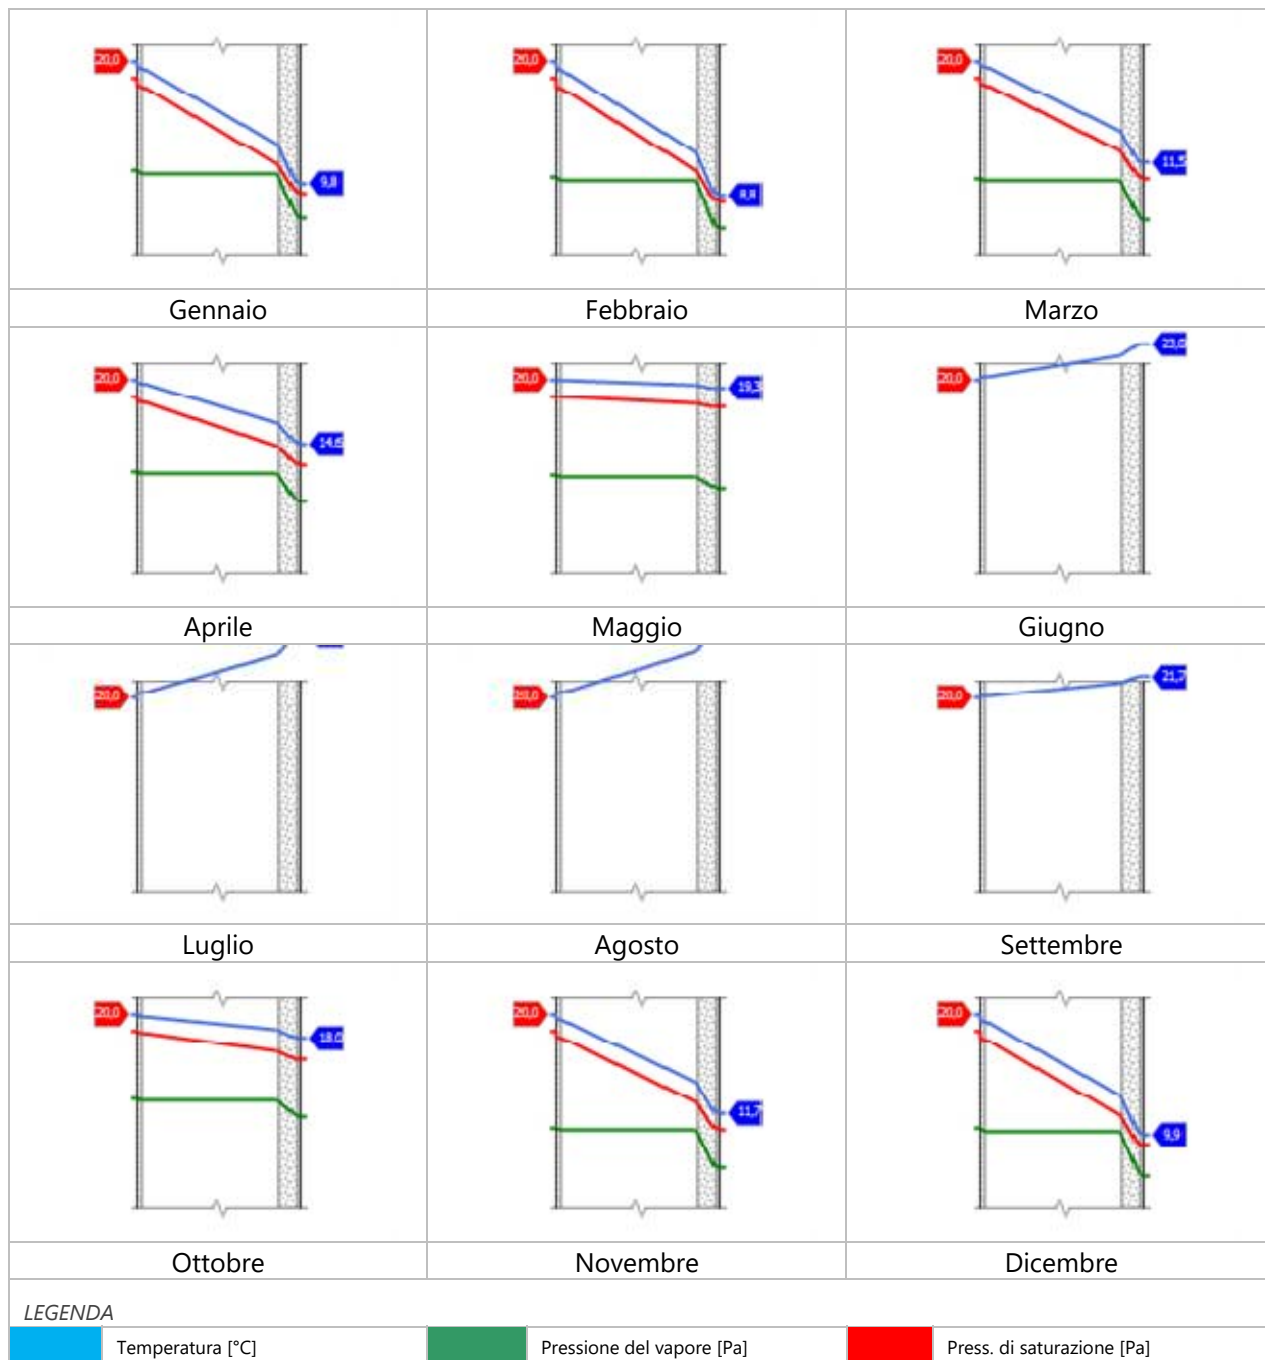 20,0
9,8
20,0
8,8
20,0
11,5
Gennaio
Febbraio
Marzo
20,0
14,6
20,0
19,3
20,0
23,0
Aprile
Maggio
Giugno
20,0
20,0
20,0
21,7
Luglio
Agosto
Settembre
20,0
18,0
20,0
11,7
20,0
9,9
Ottobre
Novembre
Dicembre
LEGENDA
Temperatura [°C]
Pressione del vapore [Pa]
Press. di saturazione [Pa]